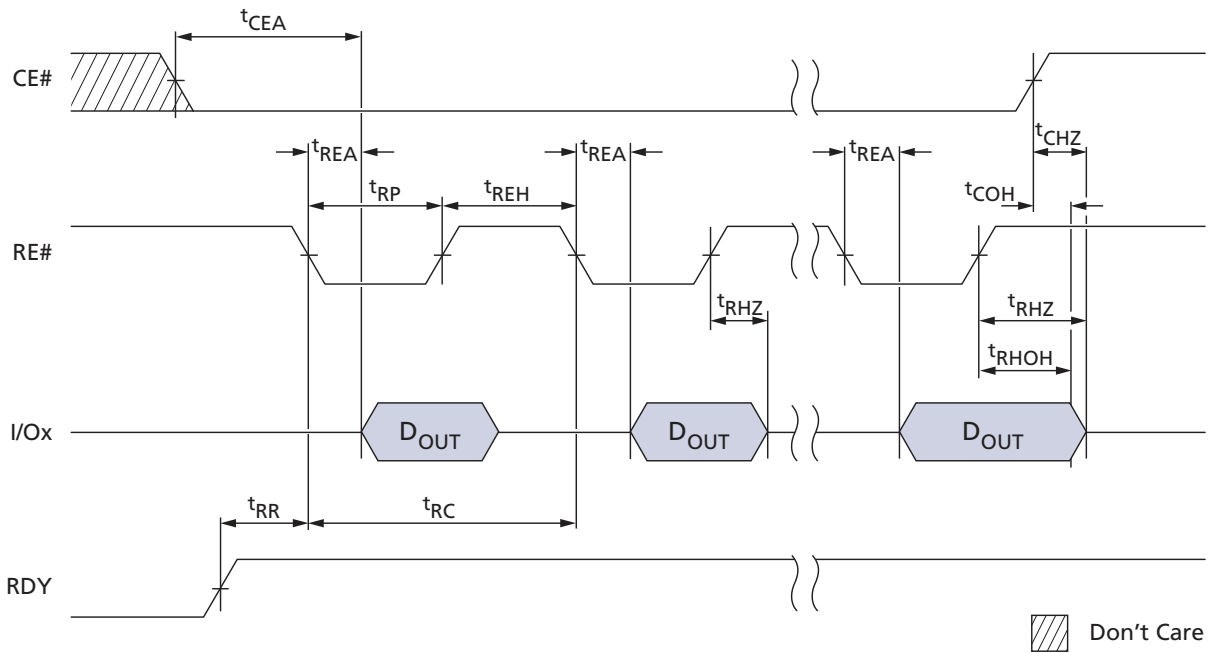 tCEA
CE#
tCHZ
tREA
tREA
tREA
tRP
tREH
tCOH
RE#
tRHZ
tRHZ
tRHOH
I/Ox
DOUT
DOUT
DOUT
tRR
tRC
RDY
Don't Care